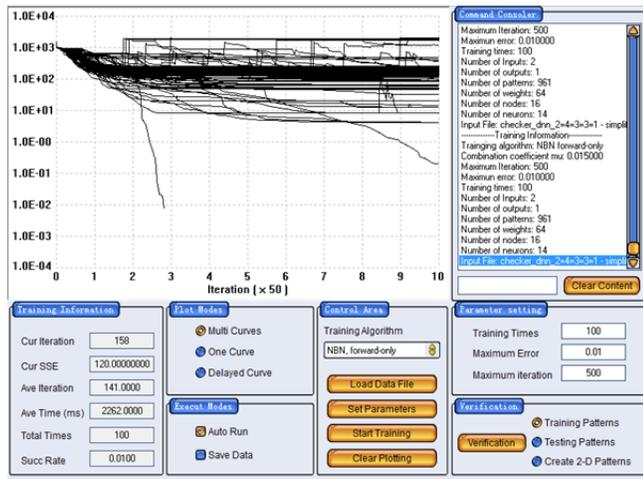 1.0E+04
1.0E+03
1.0E+02
1.0E+01
1.0E-00
1.0E-01
1.0E-02
1.0E-03
1.0E-04
0 1 2 3 4 5 6 7 8 9 10
Iteration ( × 50 )
Command Consoler
Maximum Iteration: 500
Maximun error: 0.010000
Training times: 100
Number of Inputs: 2
Number of outputs: 1
Number of patterns: 961
Number of weights: 64
Number of nodes: 16
Number of neurons: 14
Input File: checker_dnn_2=4=3=3=1 - simplif
--------------Training Information--------------
Trainging algorithm: NBN forward-only
Combination coefficient mu: 0.015000
Maximum Iteration: 500
Maximun error: 0.010000
Training times: 100
Number of Inputs: 2
Number of outputs: 1
Number of patterns: 961
Number of weights: 64
Number of nodes: 16
Number of neurons: 14
Input File: checker_dnn_2=4=3=3=1 - simplif
Clear Content
Training Information
Cur Iteration 158
Cur SSE 120.00000000
Ave Iteration 141.0000
Ave Time (ms) 2262.0000
Total Times 100
Succ Rate 0.0100
Plot Modes
Multi Curves
One Curve
Delayed Curve
Execut Modes
Auto Run
Save Data
Control Area
Training Algorithm
NBN, forward-only
Load Data File
Set Parameters
Start Training
Clear Plotting
Parameter setting
Training Times 100
Maximum Error 0.01
Maximum iteration 500
Verification
Verification
Training Patterns
Testing Patterns
Create 2-D Patterns